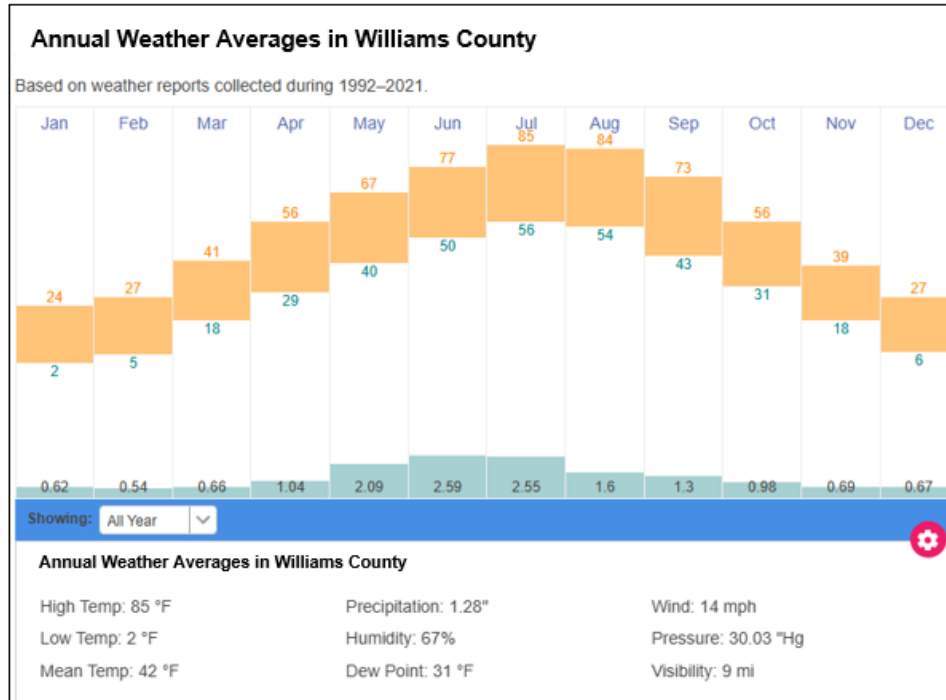 Annual Weather Averages in Williams County
Based on weather reports collected during 1992–2021.
Jan Feb Mar Apr May Jun Jul Aug Sep Oct Nov Dec
24 27 41 56 67 77 85 84 73 56 39 27
2 5 18 29 40 50 56 54 43 31 18 6
0.62 0.54 0.66 1.04 2.09 2.59 2.55 1.6 1.3 0.98 0.69 0.67
Showing: All Year
Annual Weather Averages in Williams County
High Temp: 85 °F Precipitation: 1.28" Wind: 14 mph
Low Temp: 2 °F Humidity: 67% Pressure: 30.03 "Hg
Mean Temp: 42 °F Dew Point: 31 °F Visibility: 9 mi